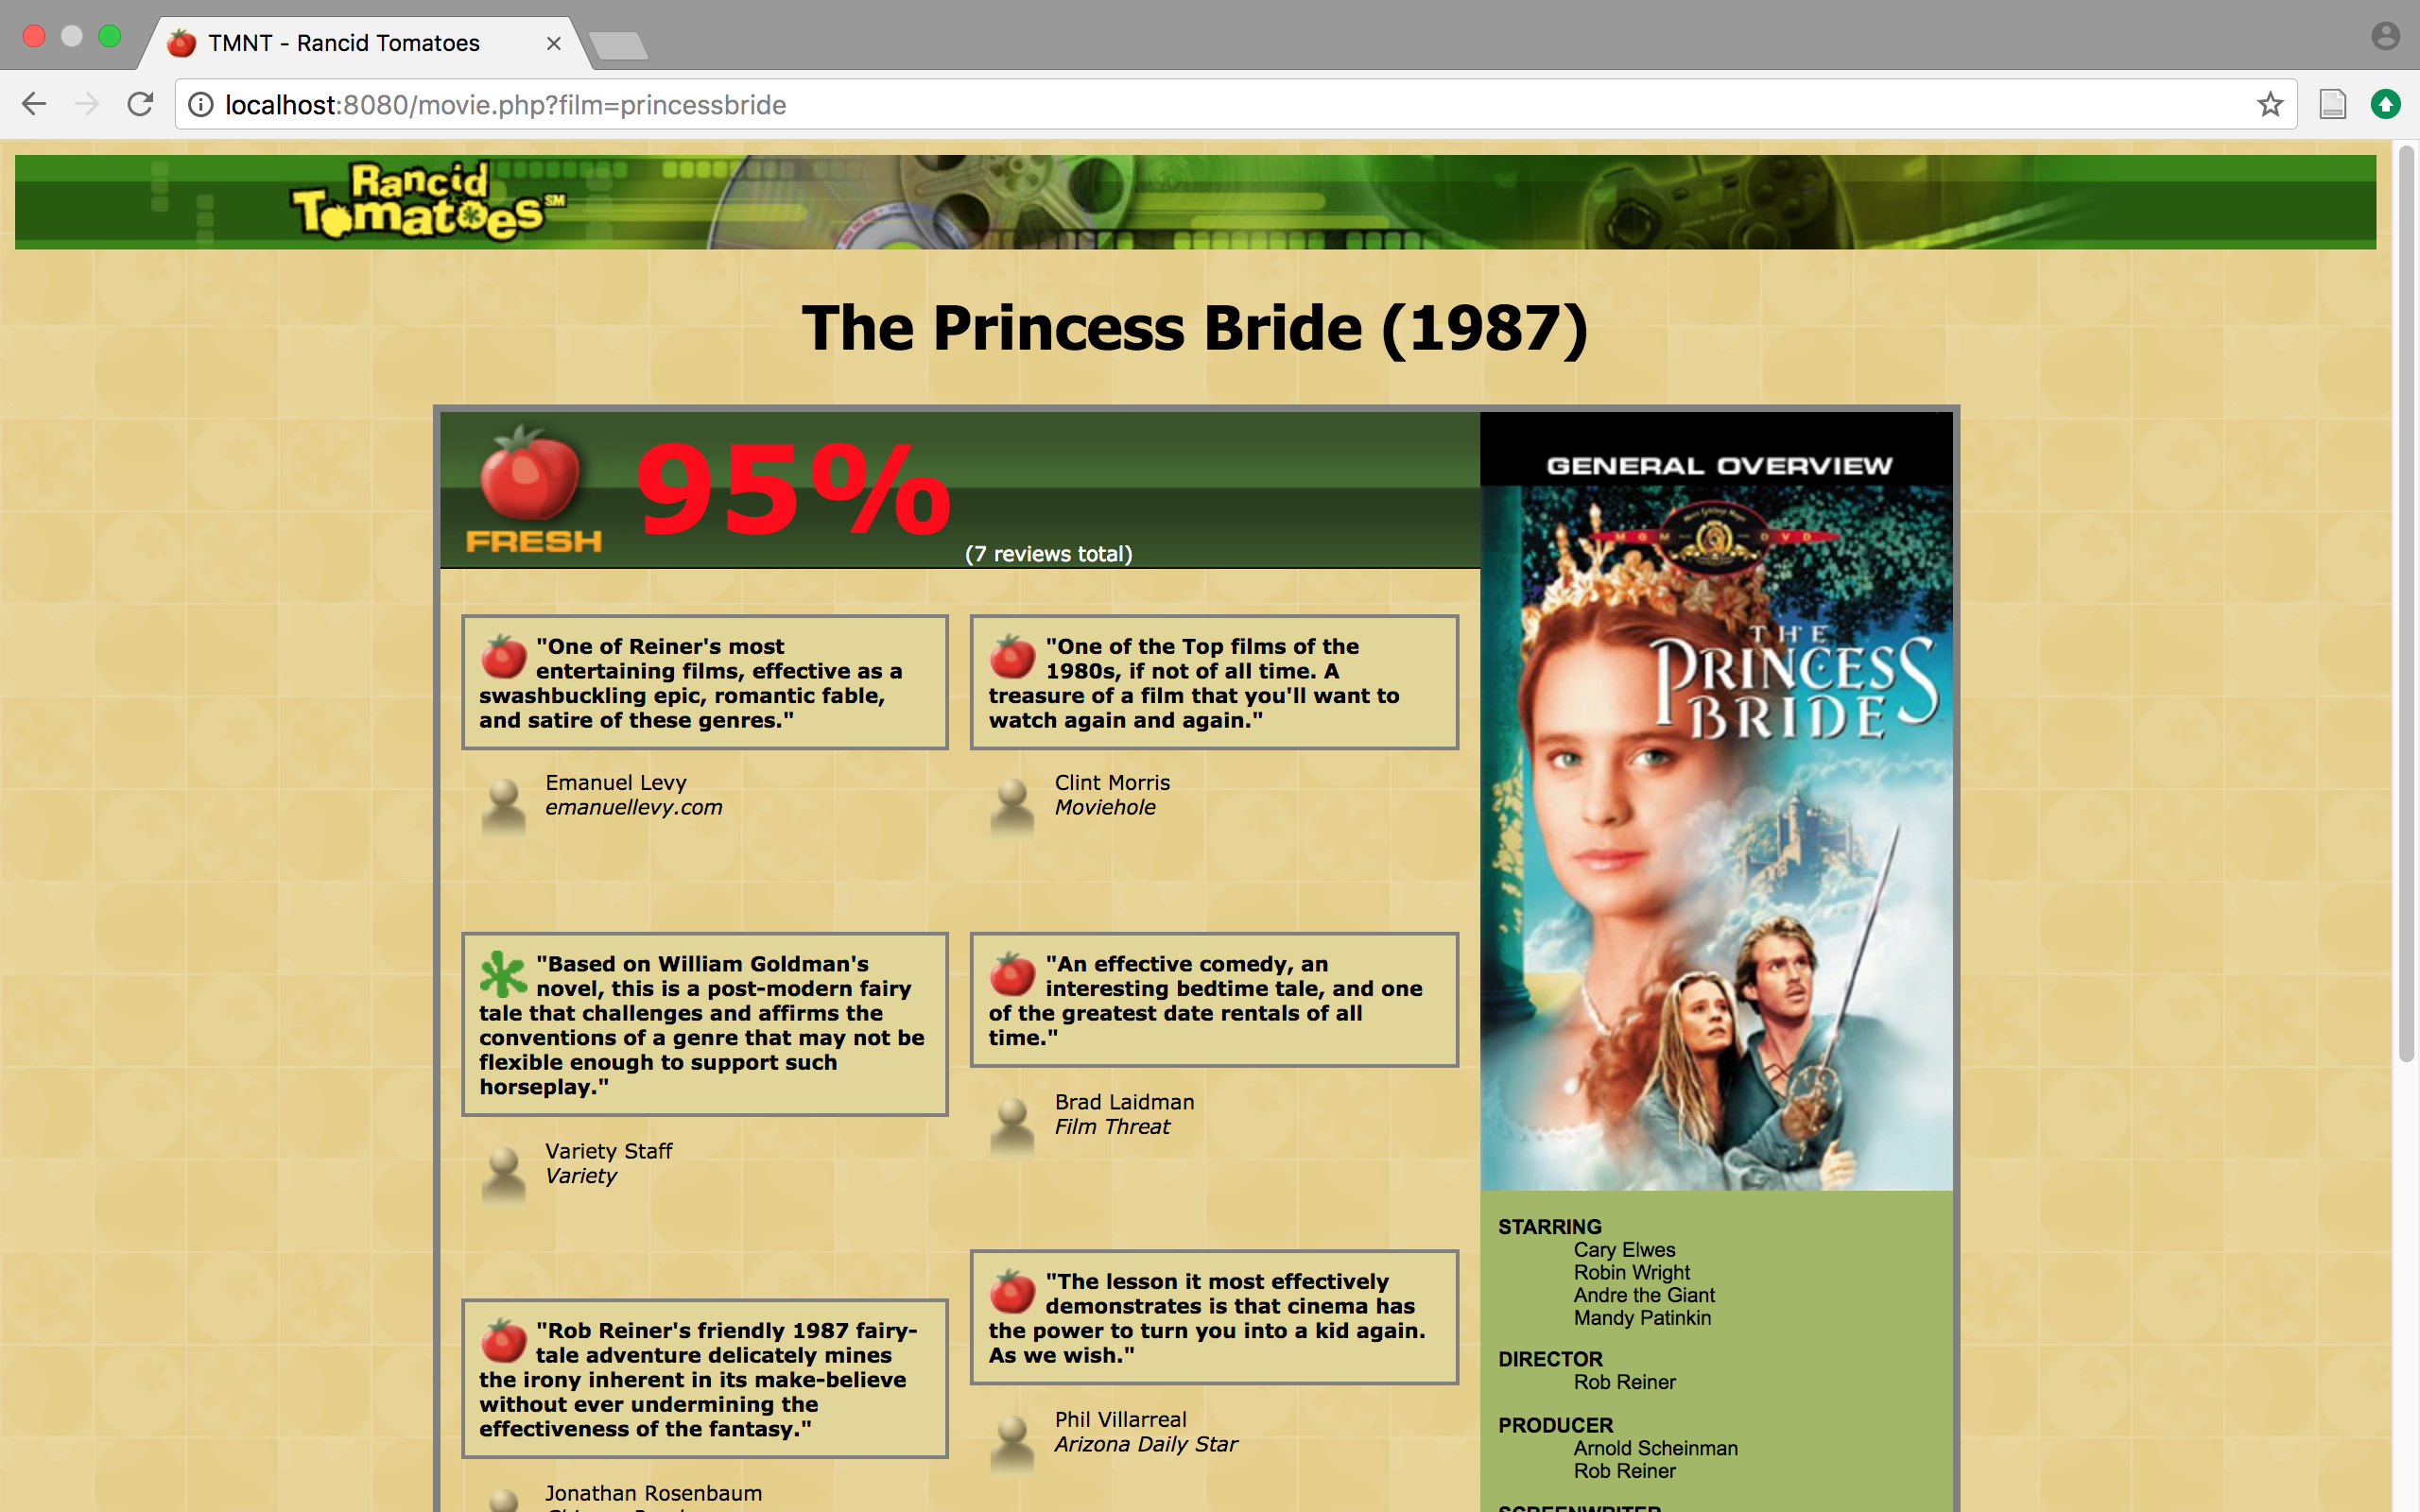 TMNT - Rancid Tomatoes
localhost:8080/movie.php?film=princessbride
Rancid
Tomatoes SM
The Princess Bride (1987)
FRESH
95%
(7 reviews total)
"One of Reiner's most
entertaining films, effective as a
swashbuckling epic, romantic fable,
and satire of these genres."
Emanuel Levy
emanuellevy.com
"Based on William Goldman's
novel, this is a post-modern fairy
tale that challenges and affirms the
conventions of a genre that may not be
flexible enough to support such
horseplay."
Variety Staff
Variety
"Rob Reiner's friendly 1987 fairy-
tale adventure delicately mines
the irony inherent in its make-believe
without ever undermining the
effectiveness of the fantasy."
Jonathan Rosenbaum
"One of the Top films of the
1980s, if not of all time. A
treasure of a film that you'll want to
watch again and again."
Clint Morris
Moviehole
"An effective comedy, an
interesting bedtime tale, and one
of the greatest date rentals of all
time."
Brad Laidman
Film Threat
"The lesson it most effectively
demonstrates is that cinema has
the power to turn you into a kid again.
As we wish."
Phil Villarreal
Arizona Daily Star
GENERAL OVERVIEW
MGM DVD
THE
PRINCESS
BRIDE
STARRING
Cary Elwes
Robin Wright
Andre the Giant
Mandy Patinkin
DIRECTOR
Rob Reiner
PRODUCER
Arnold Scheinman
Rob Reiner
SCREENWRITER